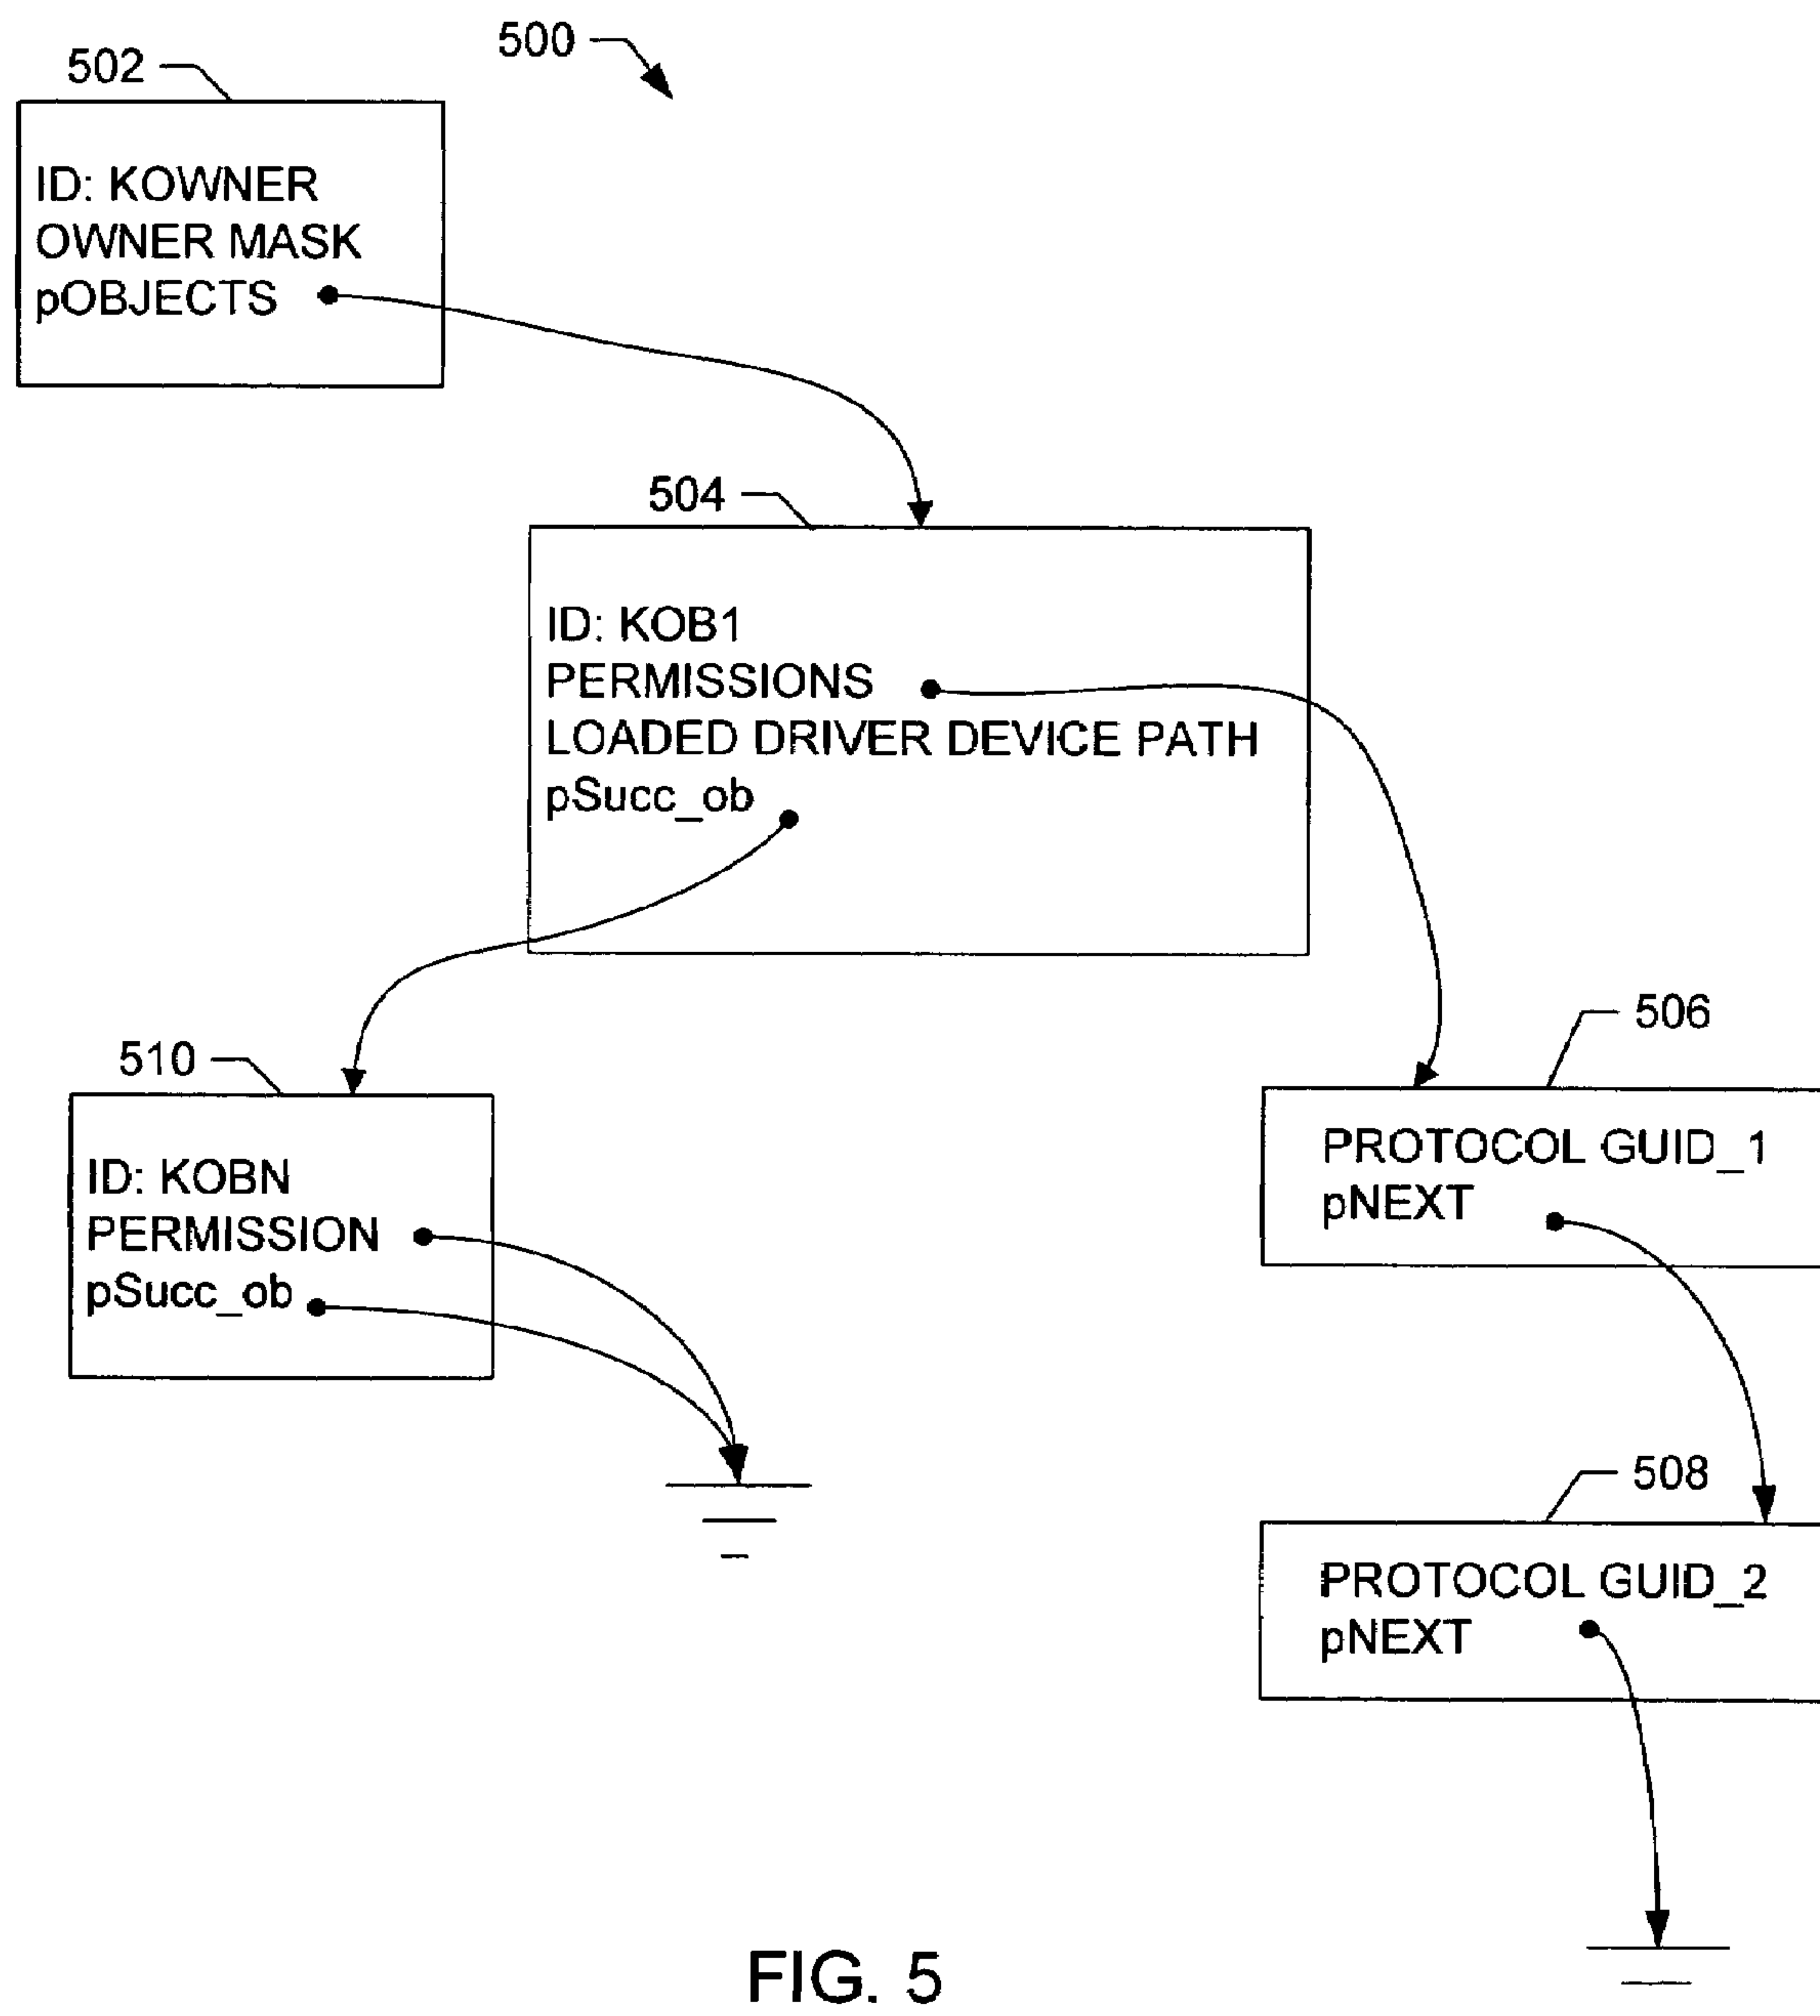 500
502
ID: KOWNER
OWNER MASK
pOBJECTS
504
ID: KOB1
PERMISSIONS
LOADED DRIVER DEVICE PATH
pSucc_ob
506
PROTOCOL GUID_1
pNEXT
510
ID: KOBN
PERMISSION
pSucc_ob
508
PROTOCOL GUID_2
pNEXT
FIG. 5